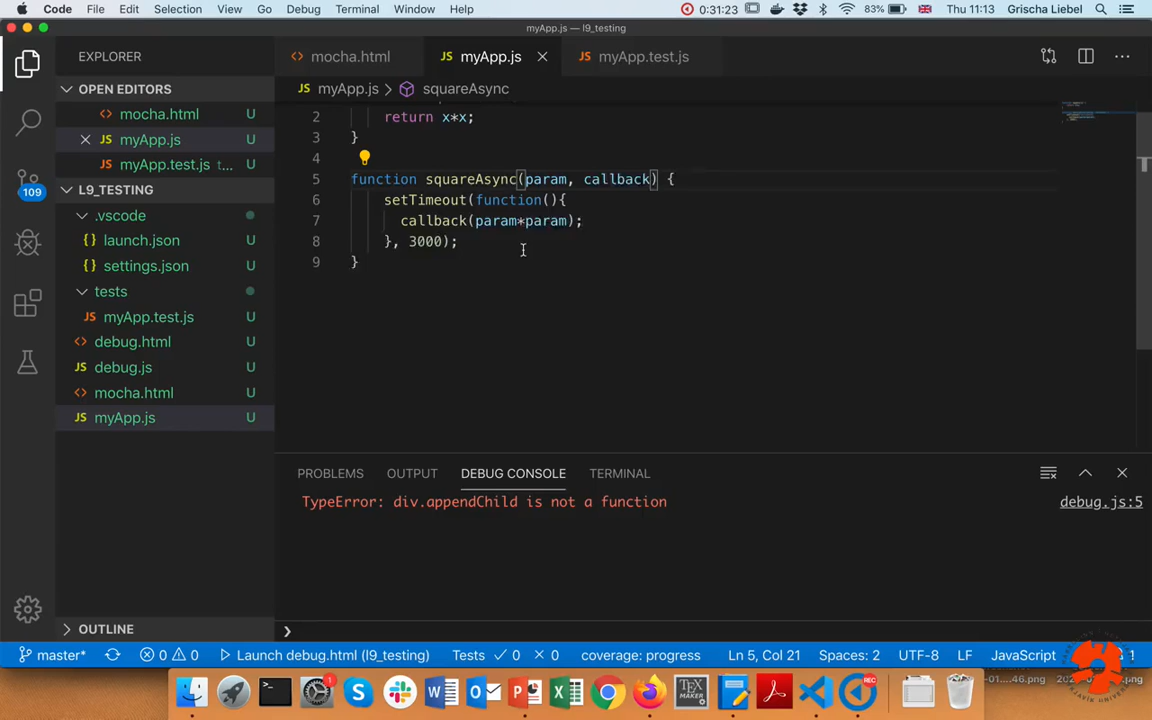 Code File Edit Selection View Go Debug Terminal Window Help 0:31:23 83% Thu 11:13 Grischa Liebel
myApp.js — l9_testing
EXPLORER
mocha.html
JS myApp.js
myApp.test.js
OPEN EDITORS
JS myApp.js > squareAsync
mocha.html U
JS myApp.js U
myApp.test.js t... U
L9_TESTING
.vscode
launch.json U
settings.json U
tests
JS myApp.test.js U
debug.html U
JS debug.js U
mocha.html U
JS myApp.js U
OUTLINE
109
2 return x*x;
3 }
4
5 function squareAsync(param, callback) {
6 setTimeout(function(){
7 callback(param*param);
8 }, 3000);
9 }
PROBLEMS OUTPUT DEBUG CONSOLE TERMINAL
TypeError: div.appendChild is not a function debug.js:5
master* 0 0 Launch debug.html (l9_testing) Tests 0 0 coverage: progress Ln 5, Col 21 Spaces: 2 UTF-8 LF JavaScript 1